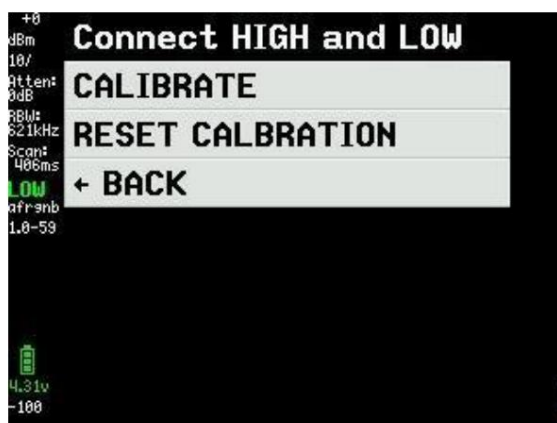 +0
dBm
10/
Atten:
0dB
RBW:
621kHz
Scan:
406ms
LOW
afrgnb
1.0-59
4.31v
-100
Connect HIGH and LOW
CALIBRATE
RESET CALBRATION
← BACK